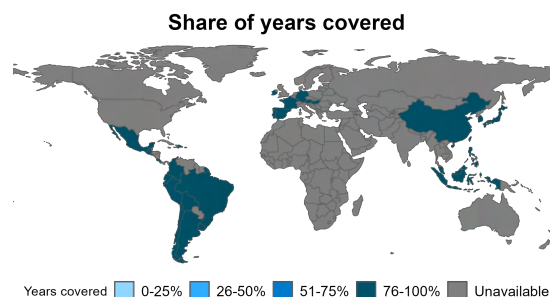 Share of years covered
Years covered 0-25% 26-50% 51-75% 76-100% Unavailable